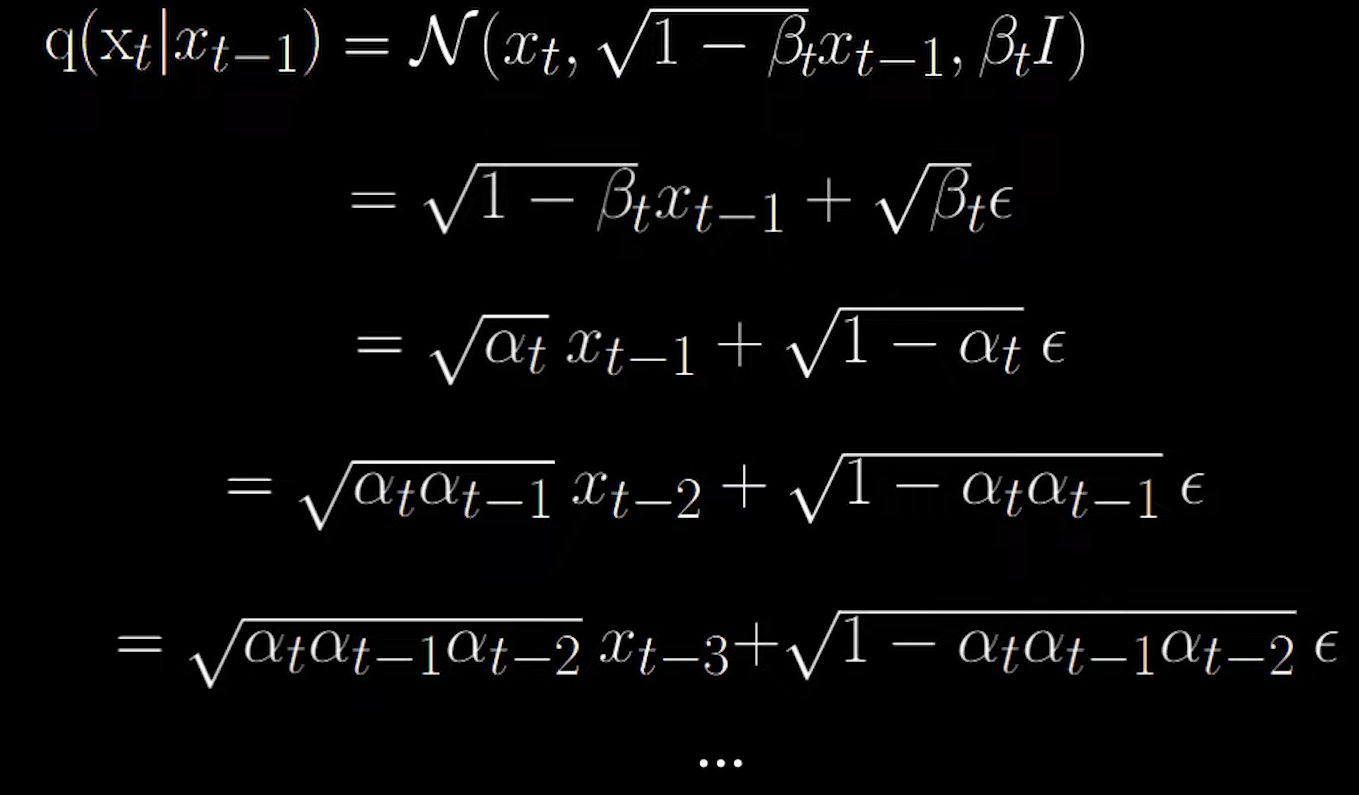 q(x_t|x_{t−1}) = 𝒩(x_t, √(1 − β_t) x_{t−1}, β_t I)
= √(1 − β_t) x_{t−1} + √β_t ϵ
= √α_t x_{t−1} + √(1 − α_t) ϵ
= √(α_t α_{t−1}) x_{t−2} + √(1 − α_t α_{t−1}) ϵ
= √(α_t α_{t−1} α_{t−2}) x_{t−3} + √(1 − α_t α_{t−1} α_{t−2}) ϵ
...